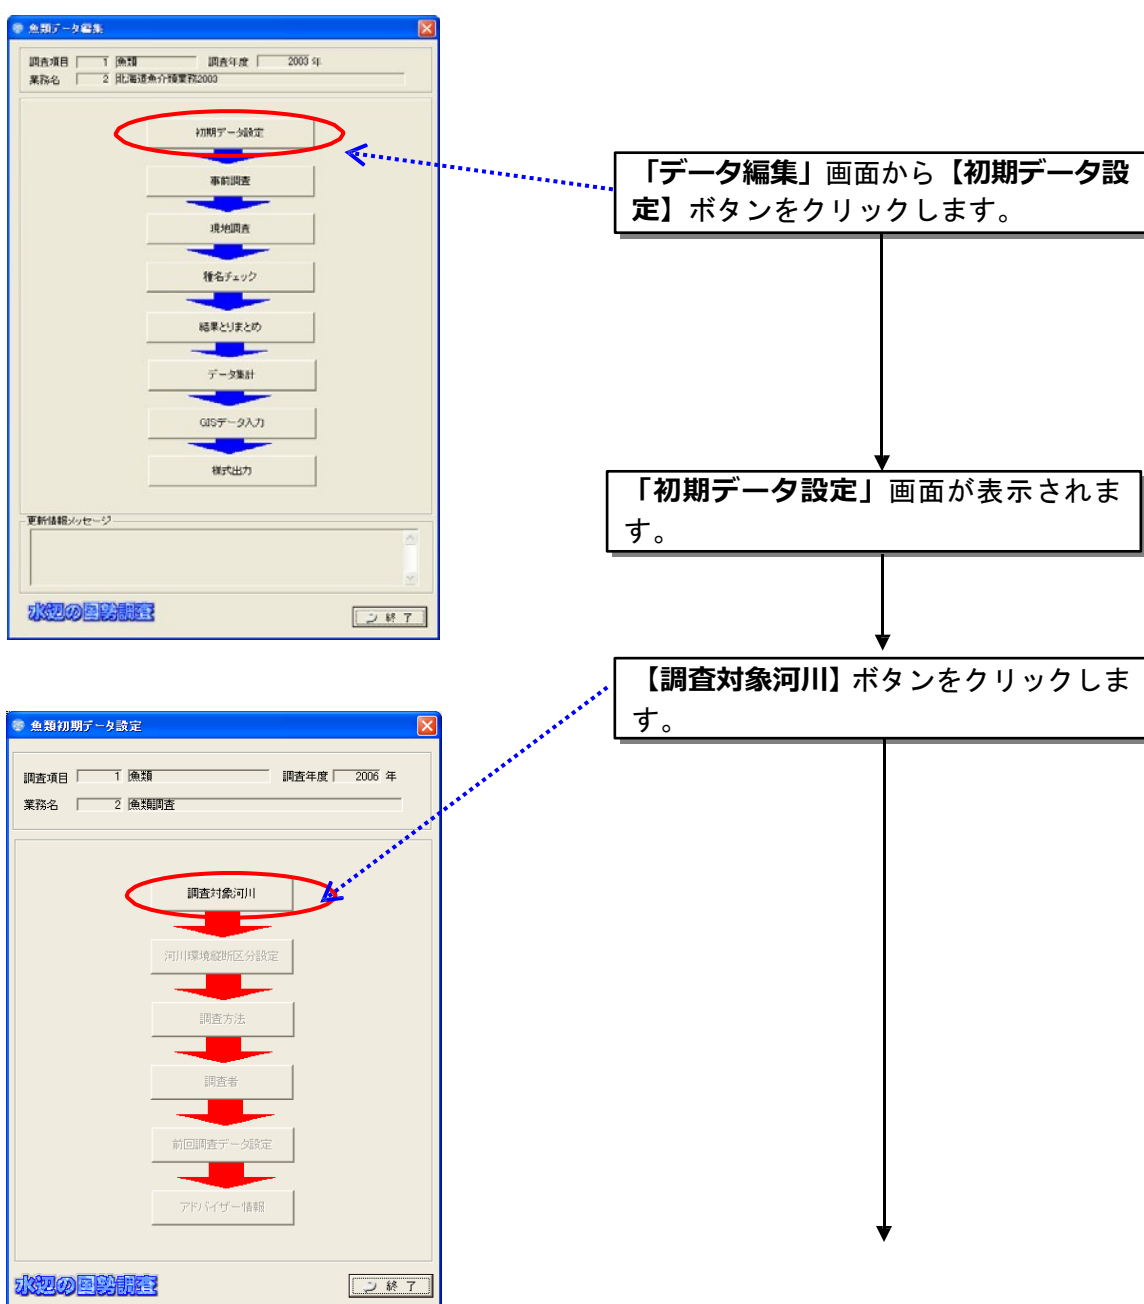 魚類データ編集
調査項目 1 魚類 調査年度 2003 年
業務名 2 北海道魚介類業務2003
初期データ設定
事前調査
現地調査
種名チェック
結果とりまとめ
データ集計
GISデータ入力
様式出力
更新情報メッセージ
水辺の国勢調査
終了
「データ編集」画面から【初期データ設
定】ボタンをクリックします。
「初期データ設定」画面が表示されま
す。
【調査対象河川】ボタンをクリックしま
す。
魚類初期データ設定
調査項目 1 魚類 調査年度 2006 年
業務名 2 魚類調査
調査対象河川
河川環境縦断区分設定
調査方法
調査者
前回調査データ設定
アドバイザー情報
水辺の国勢調査
終了